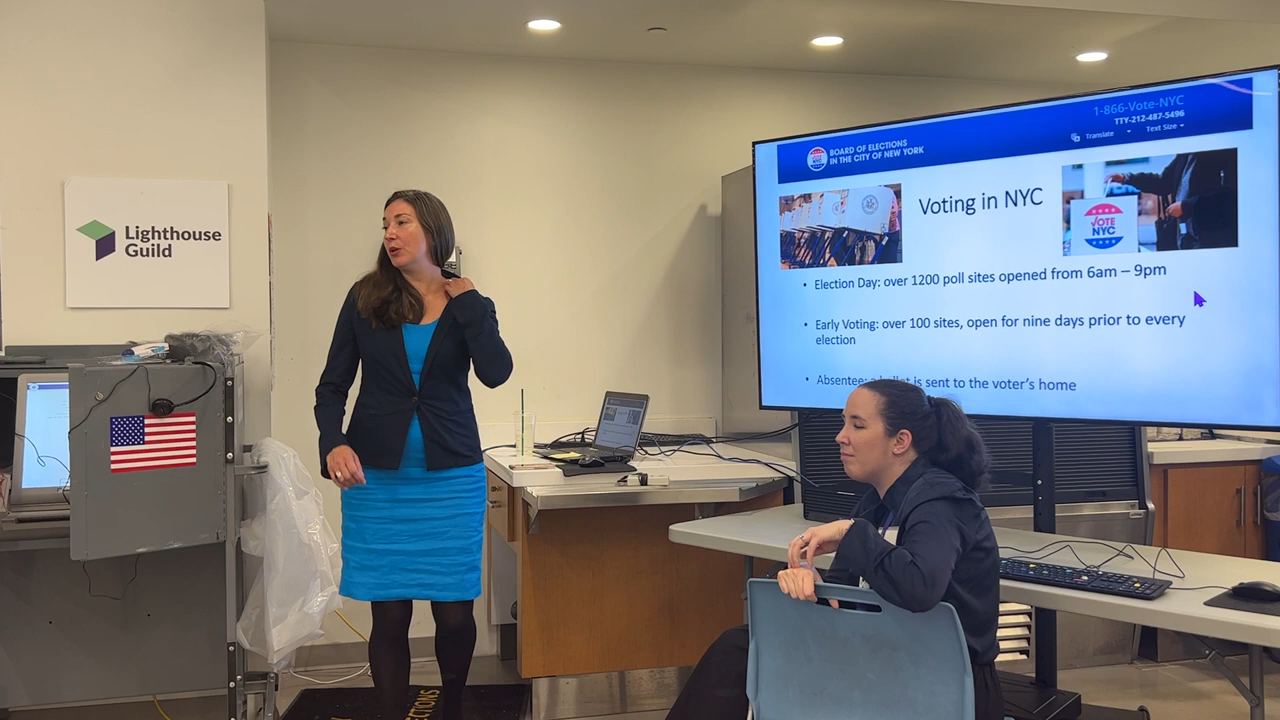 Lighthouse
Guild
1-866-Vote-NYC
TTY-212-487-5496
Translate
Text Size
BOARD OF ELECTIONS
IN THE CITY OF NEW YORK
Voting in NYC
VOTE
NYC
• Election Day: over 1200 poll sites opened from 6am – 9pm
• Early Voting: over 100 sites, open for nine days prior to every
election
• Absentee: ballot is sent to the voter's home
CTIONS